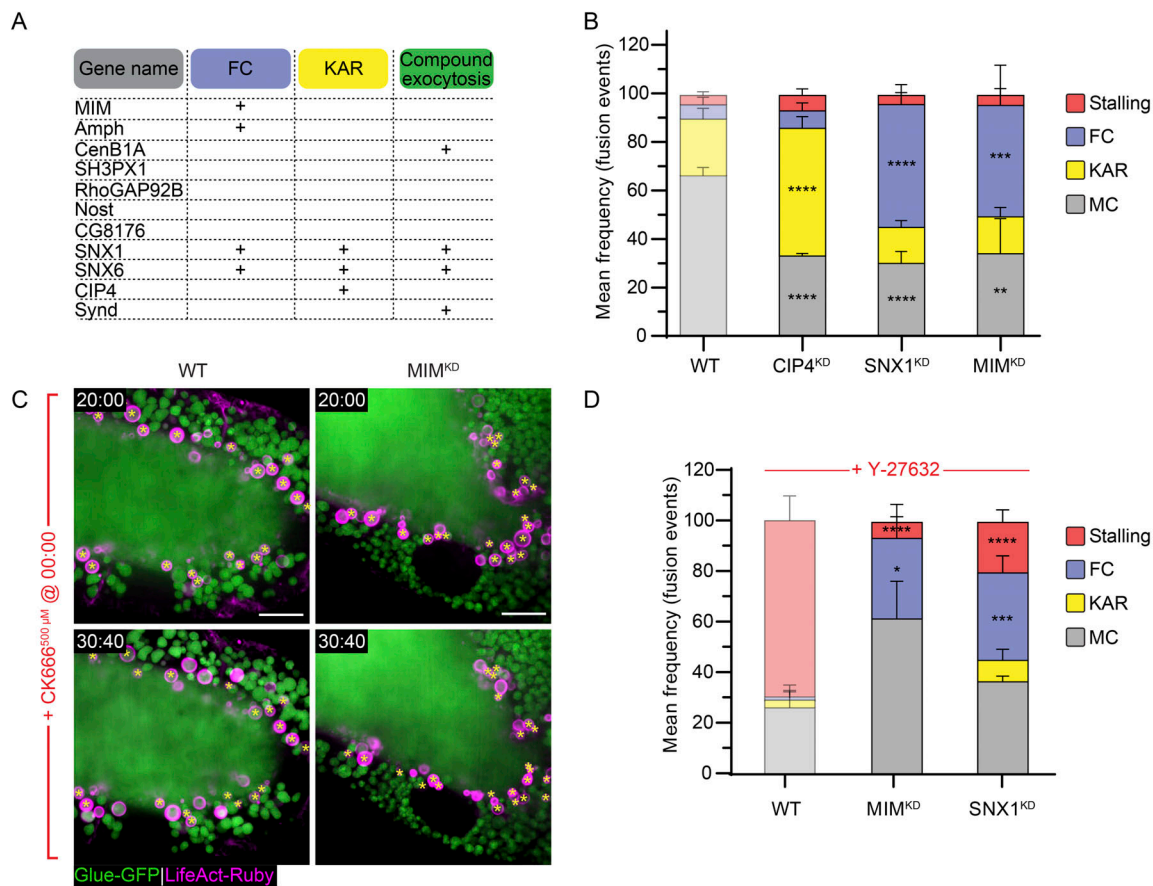 A
Gene name FC KAR Compound exocytosis
MIM +
Amph +
CenB1A +
SH3PX1
RhoGAP92B
Nost
CG8176
SNX1 + + +
SNX6 + + +
CIP4 +
Synd +
B
Mean frequency (fusion events)
120
100
80
60
40
20
0
**** **** **** **** *** **
WT CIP4ᴷᴰ SNX1ᴷᴰ MIMᴷᴰ
Stalling
FC
KAR
MC
C
WT MIMᴷᴰ
+ CK666⁵⁰⁰ µᴹ @ 00:00
20:00 20:00
30:40 30:40
Glue-GFP|LifeAct-Ruby
D
+ Y-27632
Mean frequency (fusion events)
120
100
80
60
40
20
0
**** * **** ***
WT MIMᴷᴰ SNX1ᴷᴰ
Stalling
FC
KAR
MC